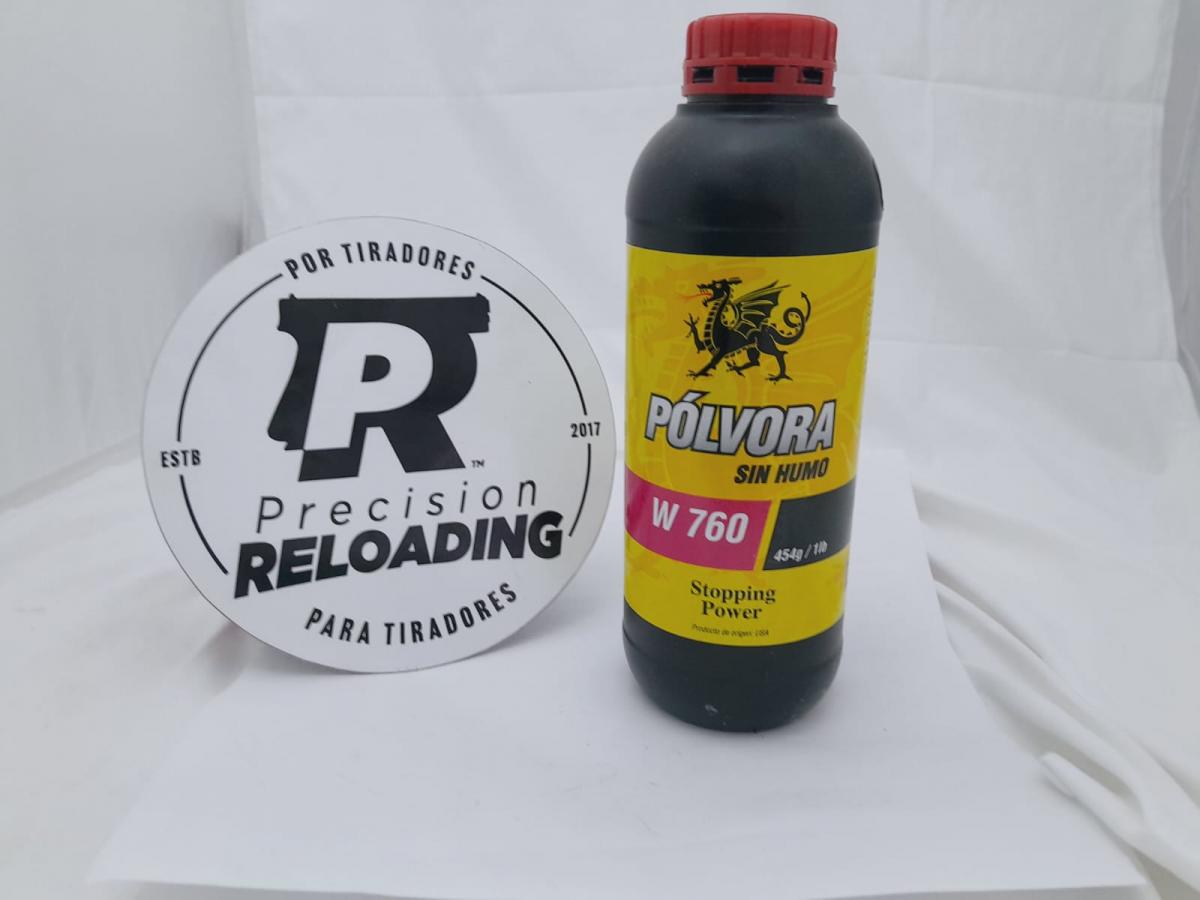 POR TIRADORES
ESTB
2017
PR
™
Precision
RELOADING
PARA TIRADORES
PÓLVORA
SIN HUMO
W 760
454g / 1lb
Stopping
Power
Producto de origen: USA